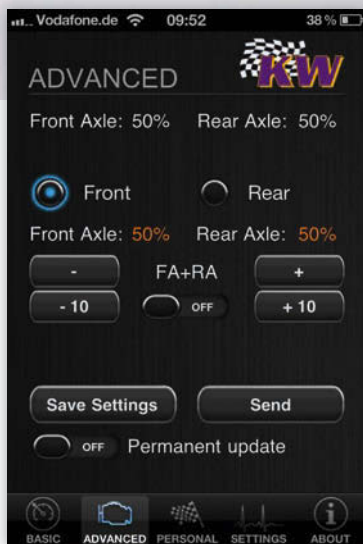 Vodafone.de 09:52 38 %
KW
ADVANCED
Front Axle: 50% Rear Axle: 50%
Front Rear
Front Axle: 50% Rear Axle: 50%
- FA+RA +
- 10 OFF + 10
Save Settings Send
OFF Permanent update
BASIC ADVANCED PERSONAL SETTINGS ABOUT